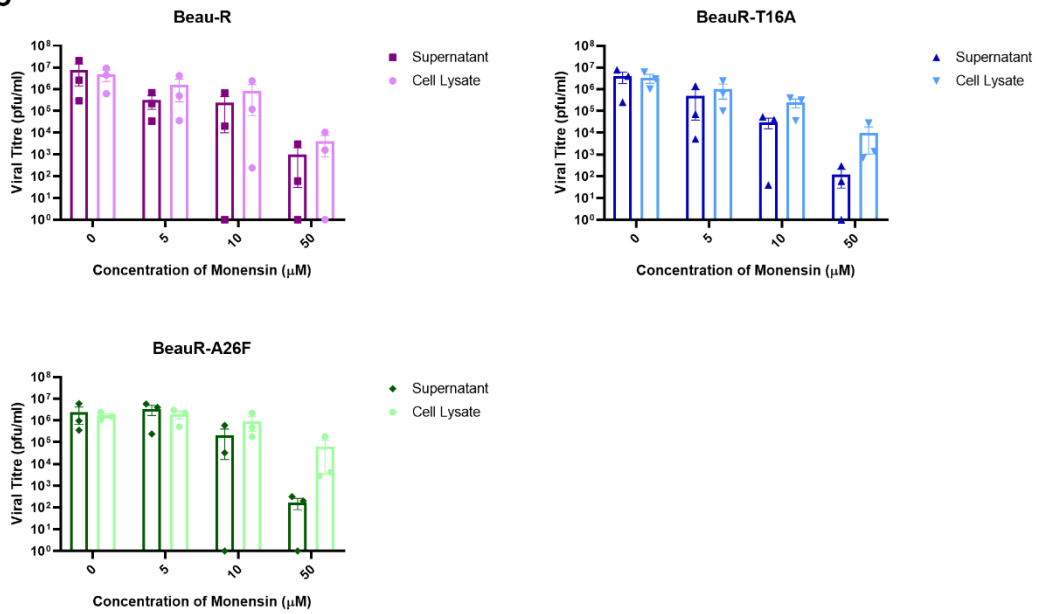 Beau-R
10⁸
10⁷
10⁶
10⁵
10⁴
10³
10²
10¹
10⁰
Viral Titre (pfu/ml)
0
5
10
50
Concentration of Monensin (μM)
Supernatant
Cell Lysate
BeauR-T16A
10⁸
10⁷
10⁶
10⁵
10⁴
10³
10²
10¹
10⁰
Viral Titre (pfu/ml)
0
5
10
50
Concentration of Monensin (μM)
Supernatant
Cell Lysate
BeauR-A26F
10⁸
10⁷
10⁶
10⁵
10⁴
10³
10²
10¹
10⁰
Viral Titre (pfu/ml)
0
5
10
50
Concentration of Monensin (μM)
Supernatant
Cell Lysate